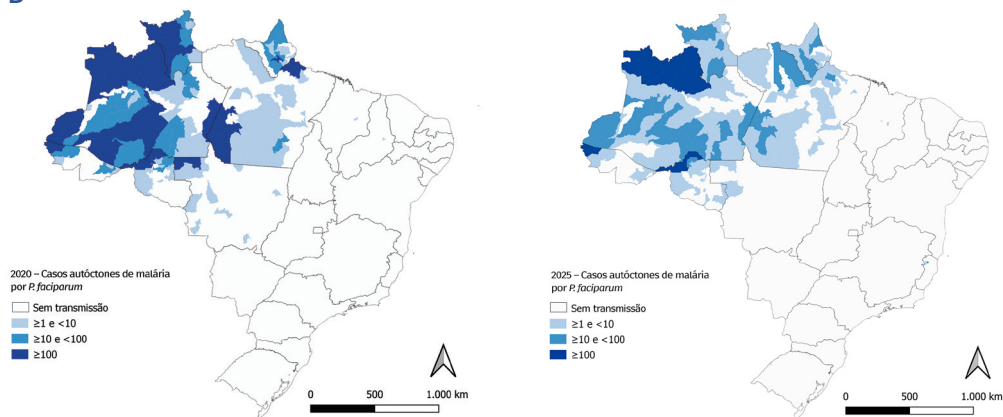 B
2020 – Casos autóctones de malária
por P. faciparum
Sem transmissão
≥1 e <10
≥10 e <100
≥100
0 500 1.000 km
2025 – Casos autóctones de malária
por P. faciparum
Sem transmissão
≥1 e <10
≥10 e <100
≥100
0 500 1.000 km